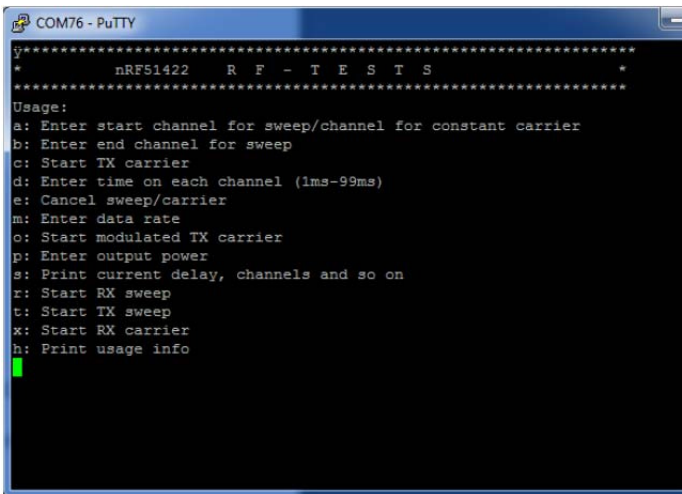 COM76 - PuTTY
ÿ******************************************************************
* nRF51422 R F - T E S T S *
******************************************************************
Usage:
a: Enter start channel for sweep/channel for constant carrier
b: Enter end channel for sweep
c: Start TX carrier
d: Enter time on each channel (1ms-99ms)
e: Cancel sweep/carrier
m: Enter data rate
o: Start modulated TX carrier
p: Enter output power
s: Print current delay, channels and so on
r: Start RX sweep
t: Start TX sweep
x: Start RX carrier
h: Print usage info